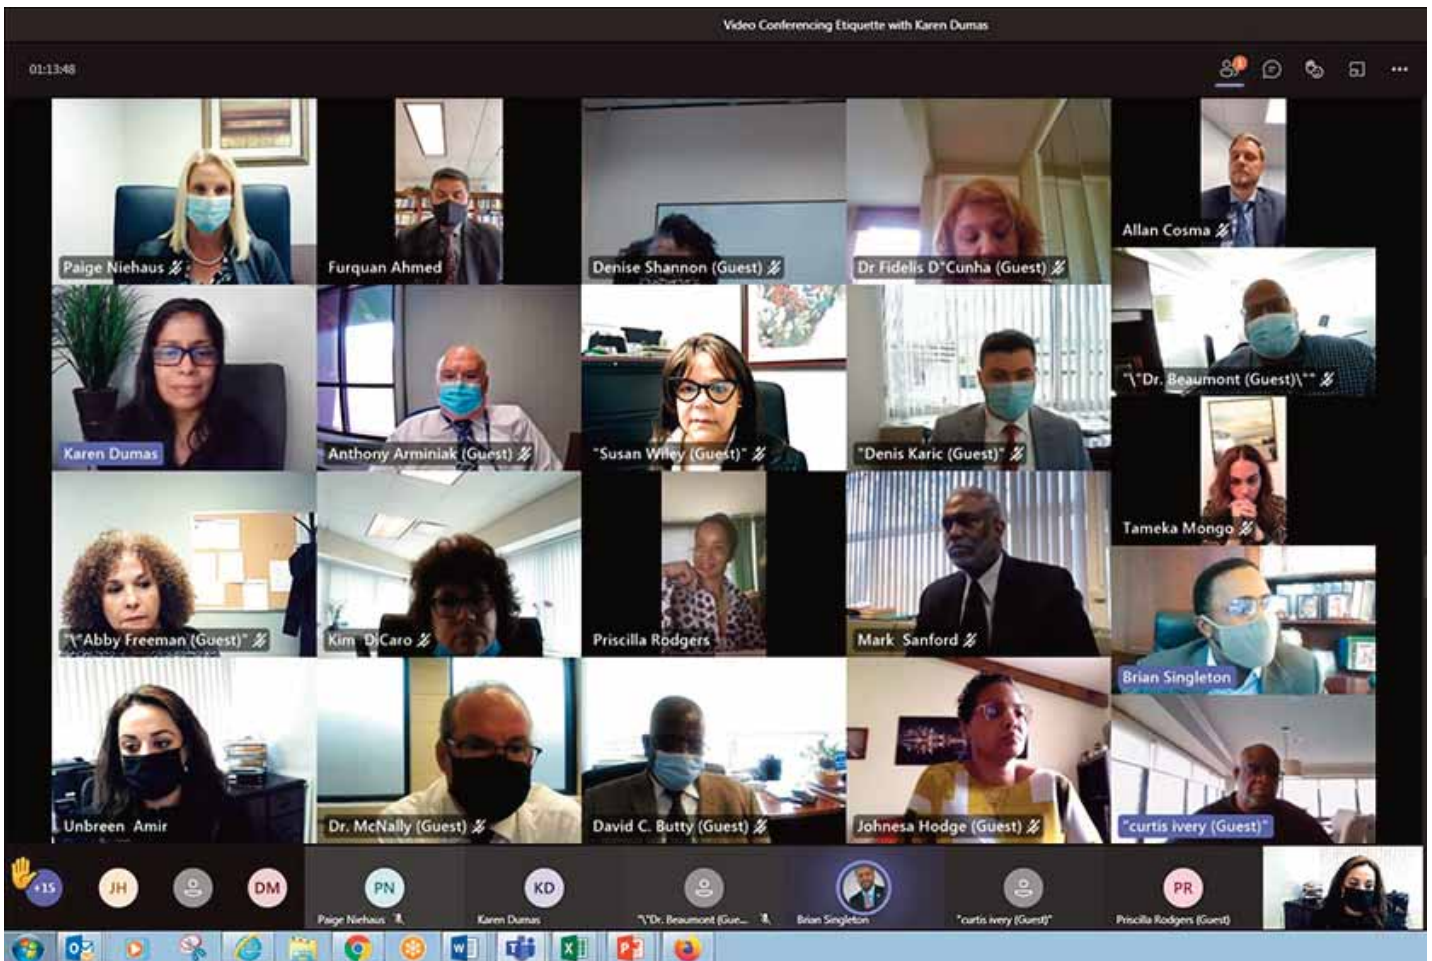 Video Conferencing Etiquette with Karen Dumas
01:13:48
1
Paige Niehaus
Furquan Ahmed
Denise Shannon (Guest)
Dr Fidelis D"Cunha (Guest)
Allan Cosma
Karen Dumas
Anthony Arminiak (Guest)
"Susan Wiley (Guest)"
"Denis Karic (Guest)"
"\"Dr. Beaumont (Guest)\""
Tameka Mongo
"\"Abby Freeman (Guest)"
Kim DiCaro
Priscilla Rodgers
Mark Sanford
Brian Singleton
Unbreen Amir
Dr. McNally (Guest)
David C. Butty (Guest)
Johnesa Hodge (Guest)
"curtis ivery (Guest)"
+15
JH
DM
PN
KD
PR
Paige Niehaus
Karen Dumas
"\"Dr. Beaumont (Gue...
Brian Singleton
"curtis ivery (Guest)"
Priscilla Rodgers (Guest)